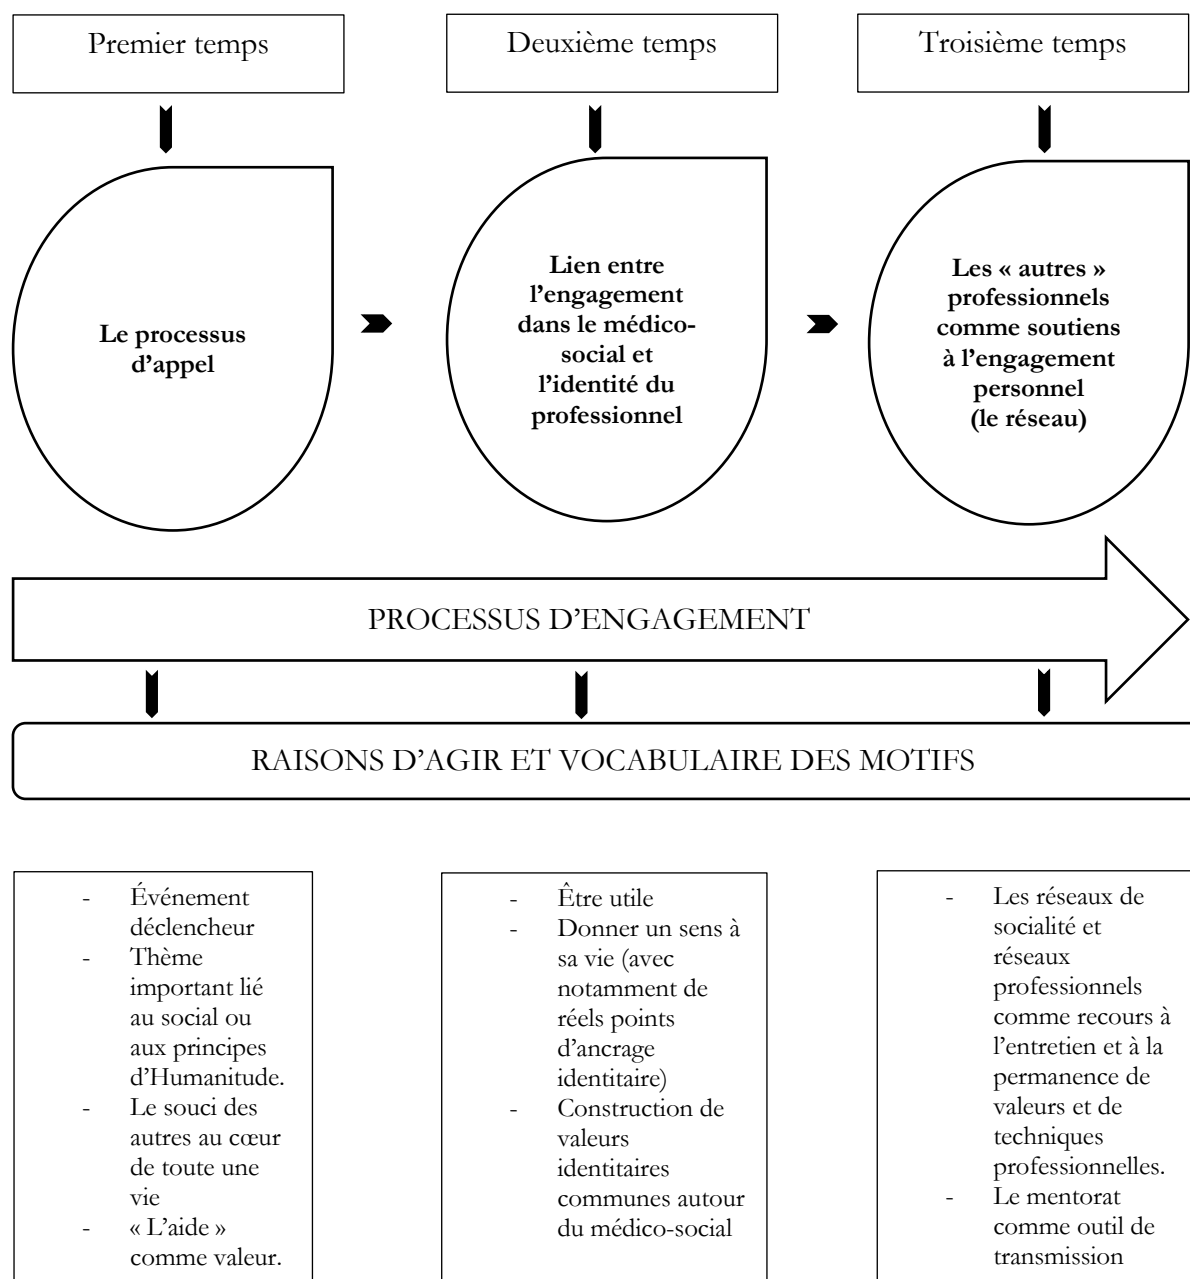 Premier temps
Deuxième temps
Troisième temps
Le processus
d’appel
Lien entre
l’engagement
dans le médico-
social et
l’identité du
professionnel
Les « autres »
professionnels
comme soutiens
à l’engagement
personnel
(le réseau)
PROCESSUS D’ENGAGEMENT
RAISONS D’AGIR ET VOCABULAIRE DES MOTIFS
- Événement
déclencheur
- Thème
important lié
au social ou
aux principes
d’Humanitude.
- Le souci des
autres au cœur
de toute une
vie
- « L’aide »
comme valeur.
- Être utile
- Donner un sens à
sa vie (avec
notamment de
réels points
d’ancrage
identitaire)
- Construction de
valeurs
identitaires
communes autour
du médico-social
- Les réseaux de
socialité et
réseaux
professionnels
comme recours à
l’entretien et à la
permanence de
valeurs et de
techniques
professionnelles.
- Le mentorat
comme outil de
transmission